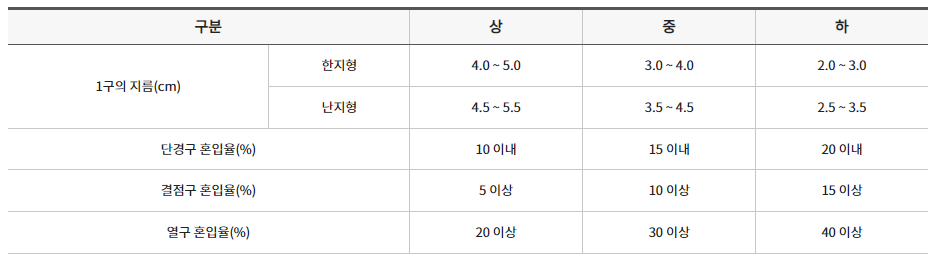 구분 상 중 하
1구의 지름(cm) 한지형 4.0 ~ 5.0 3.0 ~ 4.0 2.0 ~ 3.0
난지형 4.5 ~ 5.5 3.5 ~ 4.5 2.5 ~ 3.5
단경구 혼입율(%) 10 이내 15 이내 20 이내
결점구 혼입율(%) 5 이상 10 이상 15 이상
열구 혼입율(%) 20 이상 30 이상 40 이상